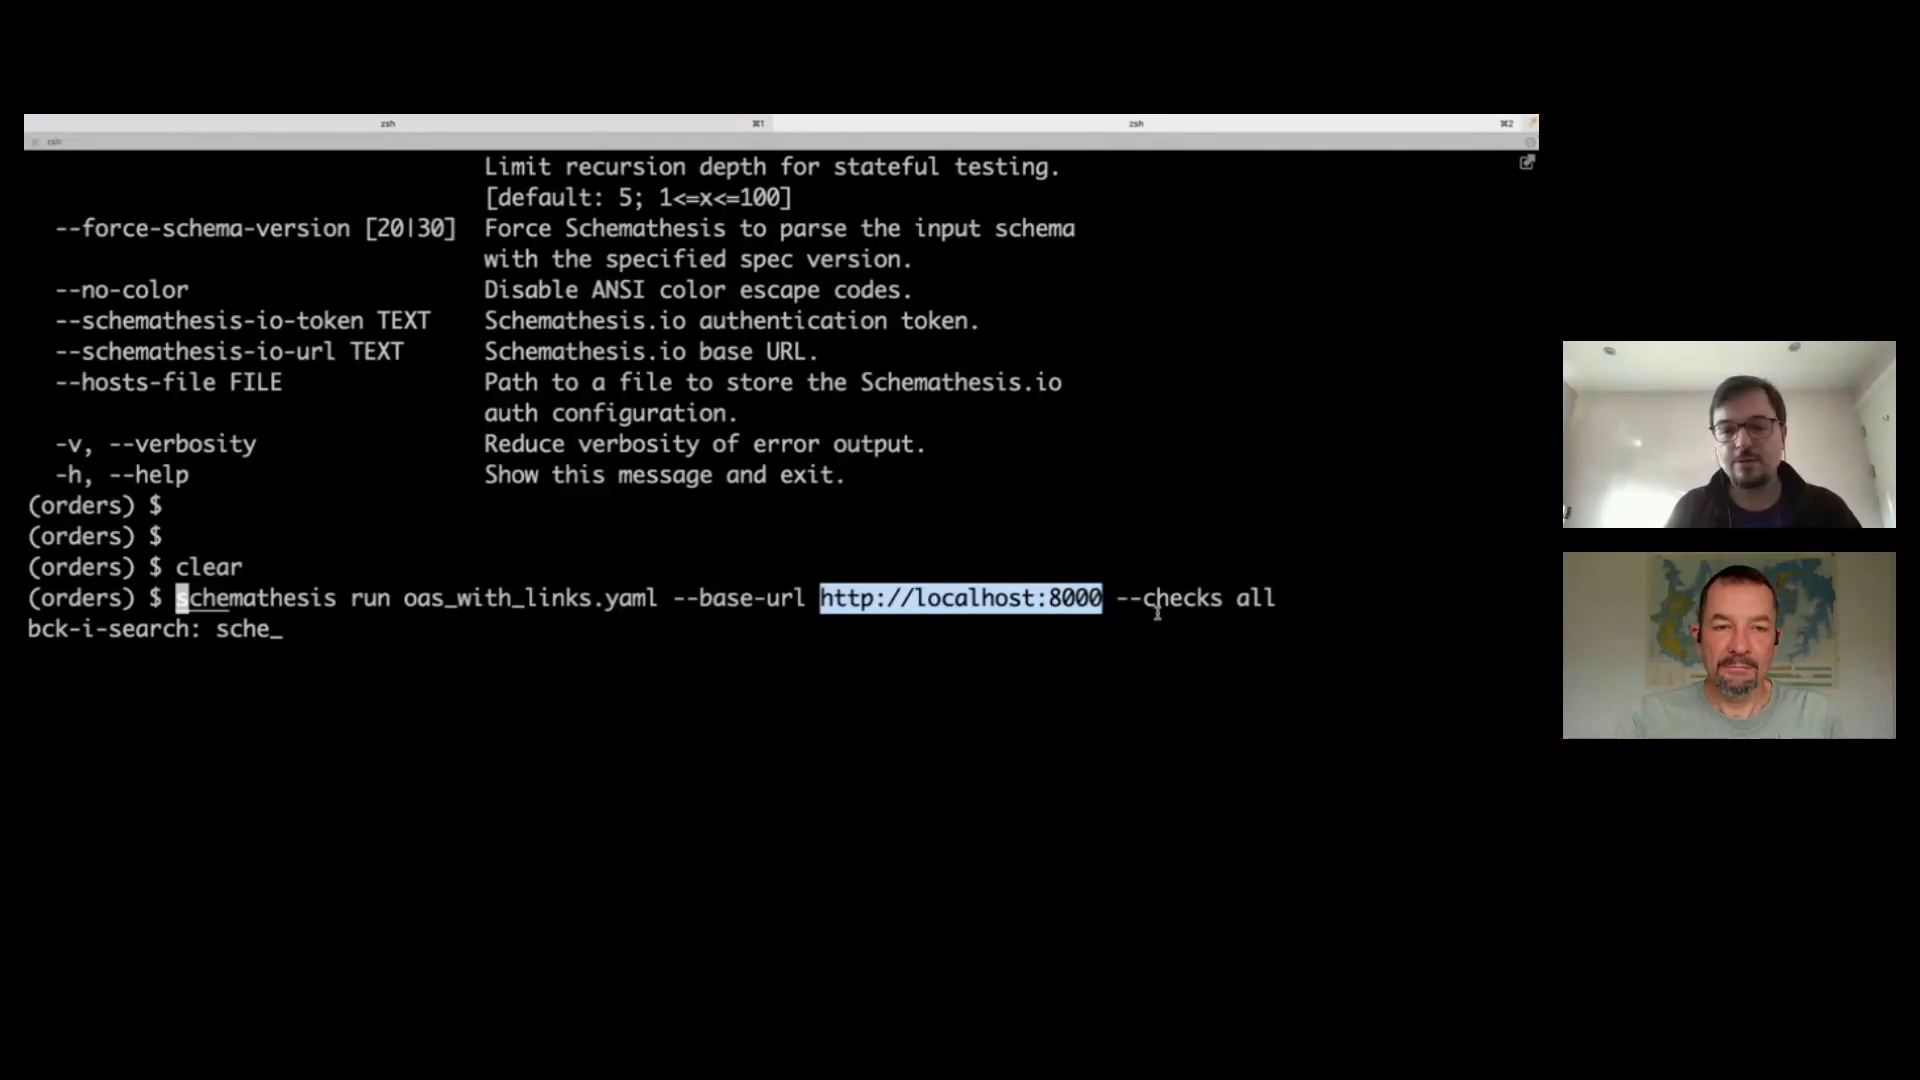 zsh ⌘1 zsh ⌘2
zsh
Limit recursion depth for stateful testing.
[default: 5; 1<=x<=100]
--force-schema-version [20|30] Force Schemathesis to parse the input schema
with the specified spec version.
--no-color Disable ANSI color escape codes.
--schemathesis-io-token TEXT Schemathesis.io authentication token.
--schemathesis-io-url TEXT Schemathesis.io base URL.
--hosts-file FILE Path to a file to store the Schemathesis.io
auth configuration.
-v, --verbosity Reduce verbosity of error output.
-h, --help Show this message and exit.
(orders) $
(orders) $
(orders) $ clear
(orders) $ schemathesis run oas_with_links.yaml --base-url http://localhost:8000 --checks all
bck-i-search: sche_